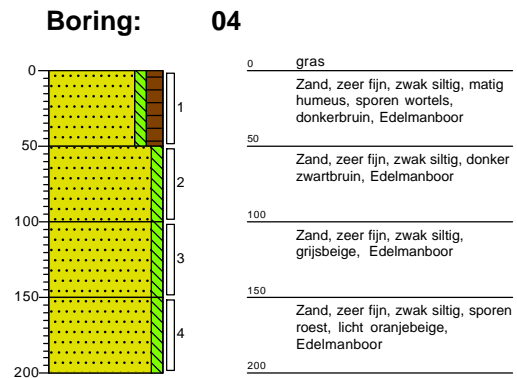 Boring: 04
0
50
100
150
200
1
2
3
4
0 gras
Zand, zeer fijn, zwak siltig, matig
humeus, sporen wortels,
donkerbruin, Edelmanboor
50
Zand, zeer fijn, zwak siltig, donker
zwartbruin, Edelmanboor
100
Zand, zeer fijn, zwak siltig,
grijsbeige, Edelmanboor
150
Zand, zeer fijn, zwak siltig, sporen
roest, licht oranjebeige,
Edelmanboor
200